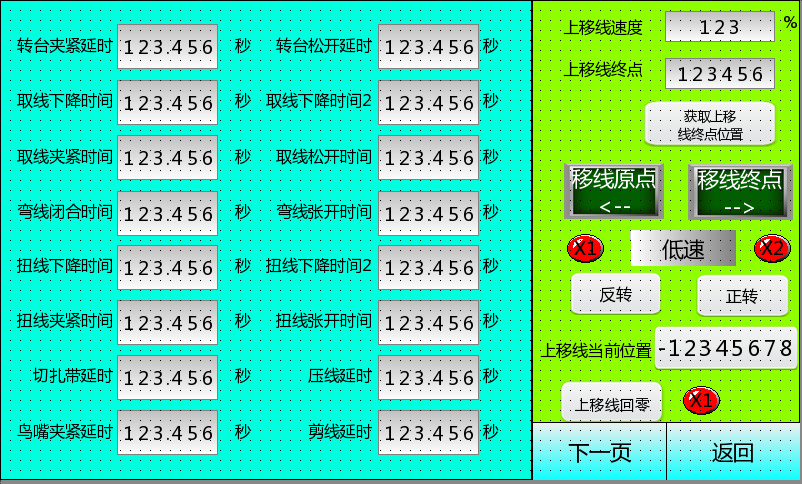 转台夹紧延时 123.456 秒 转台松开延时 123.456 秒
取线下降时间 123.456 秒 取线下降时间2 123.456 秒
取线夹紧时间 123.456 秒 取线松开时间 123.456 秒
弯线闭合时间 123.456 秒 弯线张开时间 123.456 秒
扭线下降时间 123.456 秒 扭线下降时间2 123.456 秒
扭线夹紧时间 123.456 秒 扭线张开时间 123.456 秒
切扎带延时 123.456 秒 压线延时 123.456 秒
鸟嘴夹紧延时 123.456 秒 剪线延时 123.456 秒
上移线速度 123 %
上移线终点 123456
获取上移
线终点位置
移线原点 移线终点
<-- -->
X1 低速 X2
反转 正转
上移线当前位置 -12345678
上移线回零 X1
下一页 返回